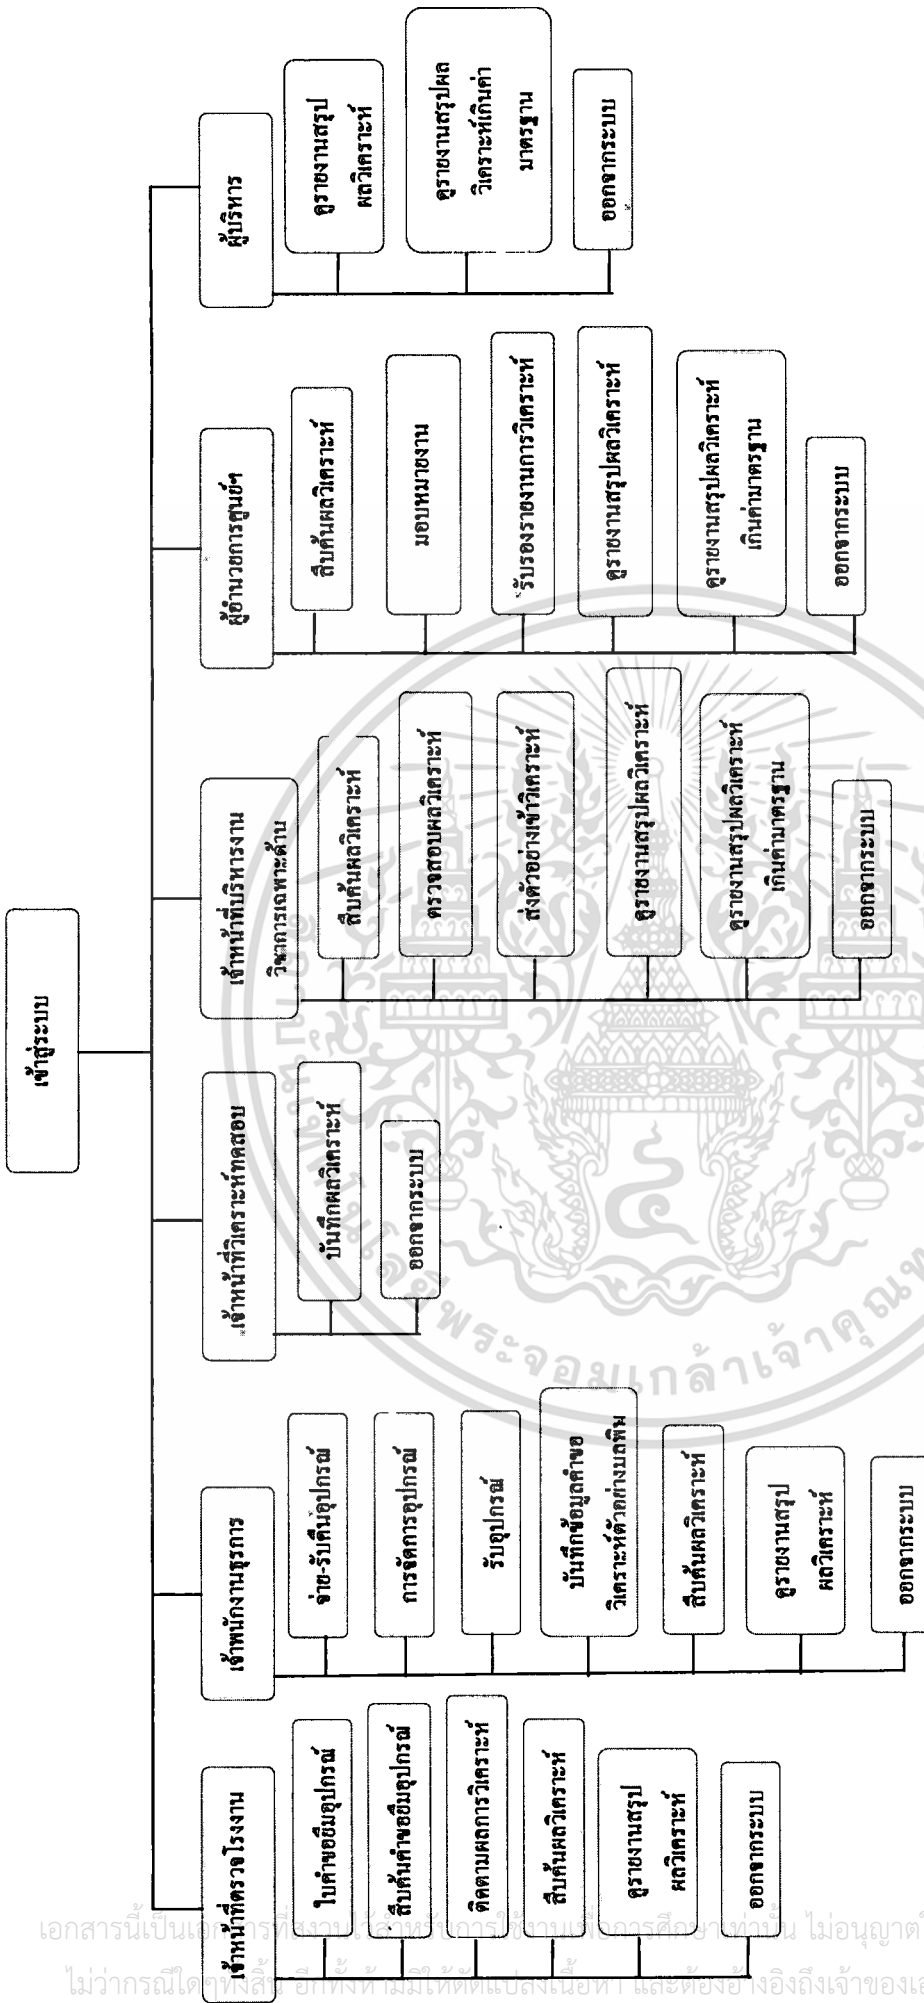 เข้าสู่ระบบ
เจ้าหน้าที่ตรวจโรงงาน
ใบคำขอยืมอุปกรณ์
สืบค้นคำขอยืมอุปกรณ์
ติดตามผลการวิเคราะห์
สืบค้นผลวิเคราะห์
ดูรายงานสรุป
ผลวิเคราะห์
ออกจากระบบ
เจ้าพนักงานธุรการ
จ่าย-รับคืนอุปกรณ์
การจัดการอุปกรณ์
รับอุปกรณ์
บันทึกข้อมูลคำขอ
วิเคราะห์ตัวอย่างมลพิษ
สืบค้นผลวิเคราะห์
ดูรายงานสรุป
ผลวิเคราะห์
ออกจากระบบ
เจ้าหน้าที่วิเคราะห์ทดสอบ
บันทึกผลวิเคราะห์
ออกจากระบบ
เจ้าหน้าที่บริหารงาน
วิชาการเฉพาะด้าน
สืบค้นผลวิเคราะห์
ตรวจสอบผลวิเคราะห์
ส่งตัวอย่างเข้าวิเคราะห์
ดูรายงานสรุปผลวิเคราะห์
ดูรายงานสรุปผลวิเคราะห์
เกินค่ามาตรฐาน
ออกจากระบบ
ผู้อำนวยการศูนย์ฯ
สืบค้นผลวิเคราะห์
มอบหมายงาน
รับรองรายงานการวิเคราะห์
ดูรายงานสรุปผลวิเคราะห์
ดูรายงานสรุปผลวิเคราะห์
เกินค่ามาตรฐาน
ออกจากระบบ
ผู้บริหาร
ดูรายงานสรุป
ผลวิเคราะห์
ดูรายงานสรุปผล
วิเคราะห์เกินค่า
มาตรฐาน
ออกจากระบบ
พระจอมเกล้าเจ้าคุณท
เอกสารนี้เป็นเอกสารที่สงวนไว้สำหรับการใช้งานเพื่อการศึกษาเท่านั้น ไม่อนุญาต
ไม่ว่ากรณีใดๆทั้งสิ้น อีกทั้งห้ามมิให้ดัดแปลงเนื้อหา และต้องอ้างอิงถึงเจ้าของเอ